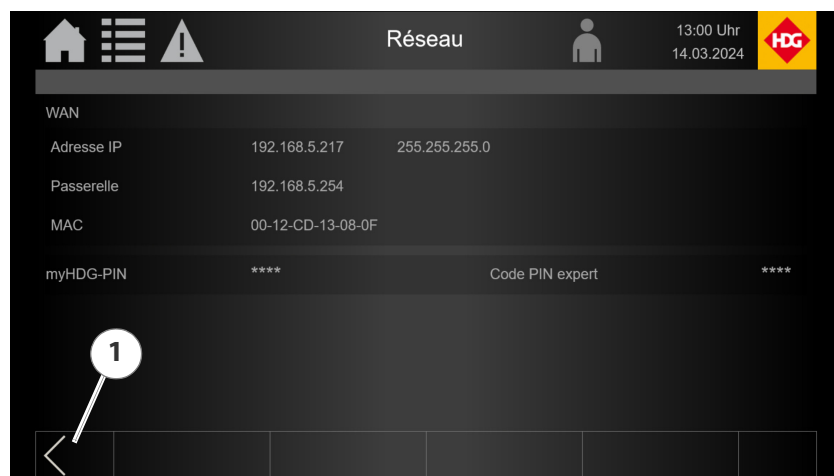 Réseau
13:00 Uhr
14.03.2024
HDG
WAN
Adresse IP 192.168.5.217 255.255.255.0
Passerelle 192.168.5.254
MAC 00-12-CD-13-08-0F
myHDG-PIN **** Code PIN expert ****
1